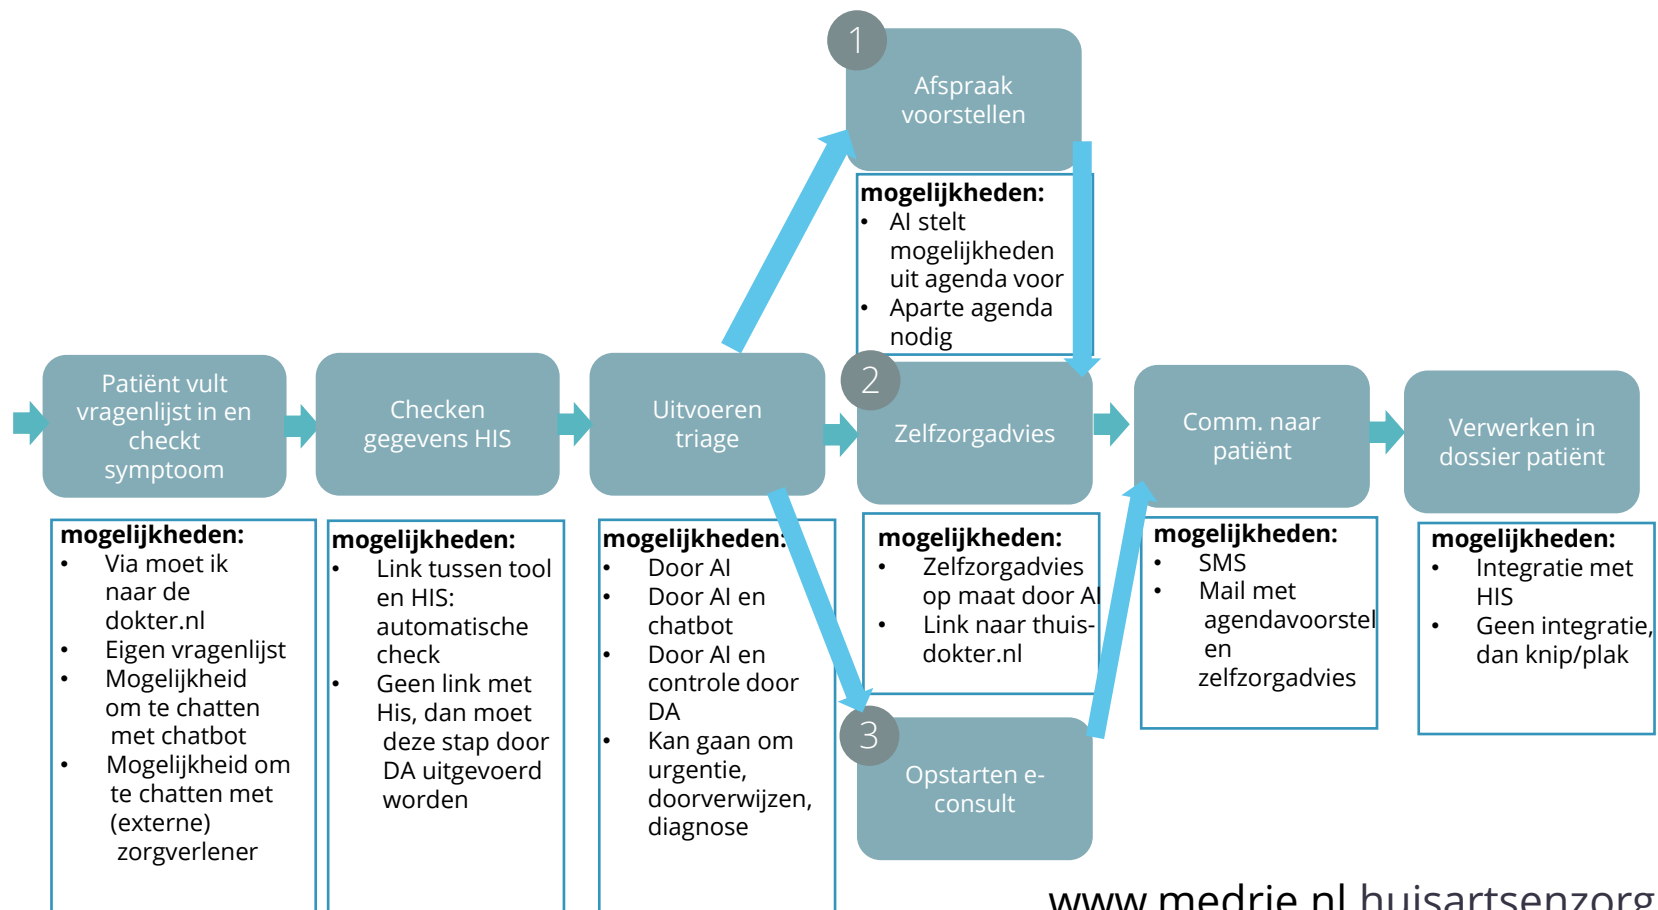 1
Afspraak
voorstellen
mogelijkheden:
• AI stelt
mogelijkheden
uit agenda voor
• Aparte agenda
nodig
Patiënt vult
vragenlijst in en
checkt
symptoom
mogelijkheden:
• Via moet ik
naar de
dokter.nl
• Eigen vragenlijst
• Mogelijkheid
om te chatten
met chatbot
• Mogelijkheid om
te chatten met
(externe)
zorgverlener
Checken
gegevens HIS
mogelijkheden:
• Link tussen tool
en HIS:
automatische
check
• Geen link met
His, dan moet
deze stap door
DA uitgevoerd
worden
Uitvoeren
triage
mogelijkheden:
• Door AI
• Door AI en
chatbot
• Door AI en
controle door
DA
• Kan gaan om
urgentie,
doorverwijzen,
diagnose
2
Zelfzorgadvies
mogelijkheden:
• Zelfzorgadvies
op maat door AI
• Link naar thuis-
dokter.nl
3
Opstarten e-
consult
Comm. naar
patiënt
mogelijkheden:
• SMS
• Mail met
agendavoorstel
en
zelfzorgadvies
Verwerken in
dossier patiënt
mogelijkheden:
• Integratie met
HIS
• Geen integratie,
dan knip/plak
www.medrie.nl huisartsenzorg